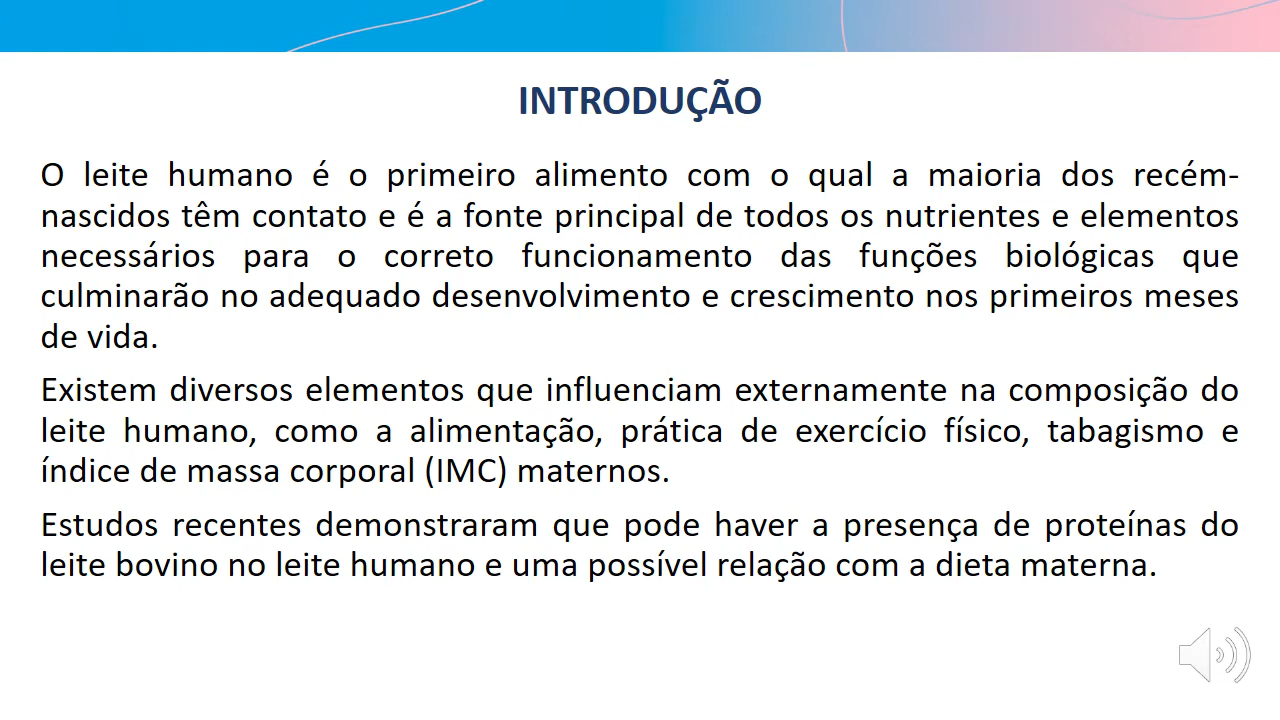 INTRODUÇÃO
O leite humano é o primeiro alimento com o qual a maioria dos recém-
nascidos têm contato e é a fonte principal de todos os nutrientes e elementos
necessários para o correto funcionamento das funções biológicas que
culminarão no adequado desenvolvimento e crescimento nos primeiros meses
de vida.
Existem diversos elementos que influenciam externamente na composição do
leite humano, como a alimentação, prática de exercício físico, tabagismo e
índice de massa corporal (IMC) maternos.
Estudos recentes demonstraram que pode haver a presença de proteínas do
leite bovino no leite humano e uma possível relação com a dieta materna.